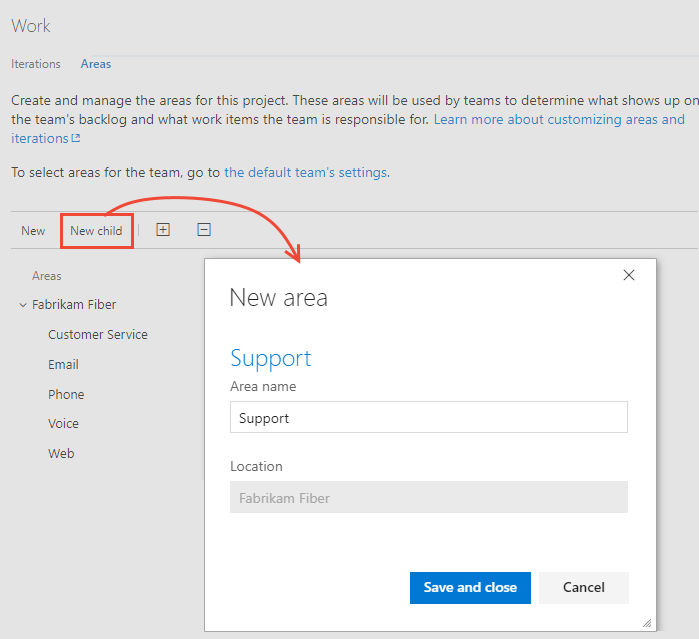 Work
Iterations Areas
Create and manage the areas for this project. These areas will be used by teams to determine what shows up on
the team's backlog and what work items the team is responsible for. Learn more about customizing areas and
iterations
To select areas for the team, go to the default team's settings.
New New child
Areas
Fabrikam Fiber
Customer Service
Email
Phone
Voice
Web
New area
Support
Area name
Support
Location
Fabrikam Fiber
Save and close Cancel